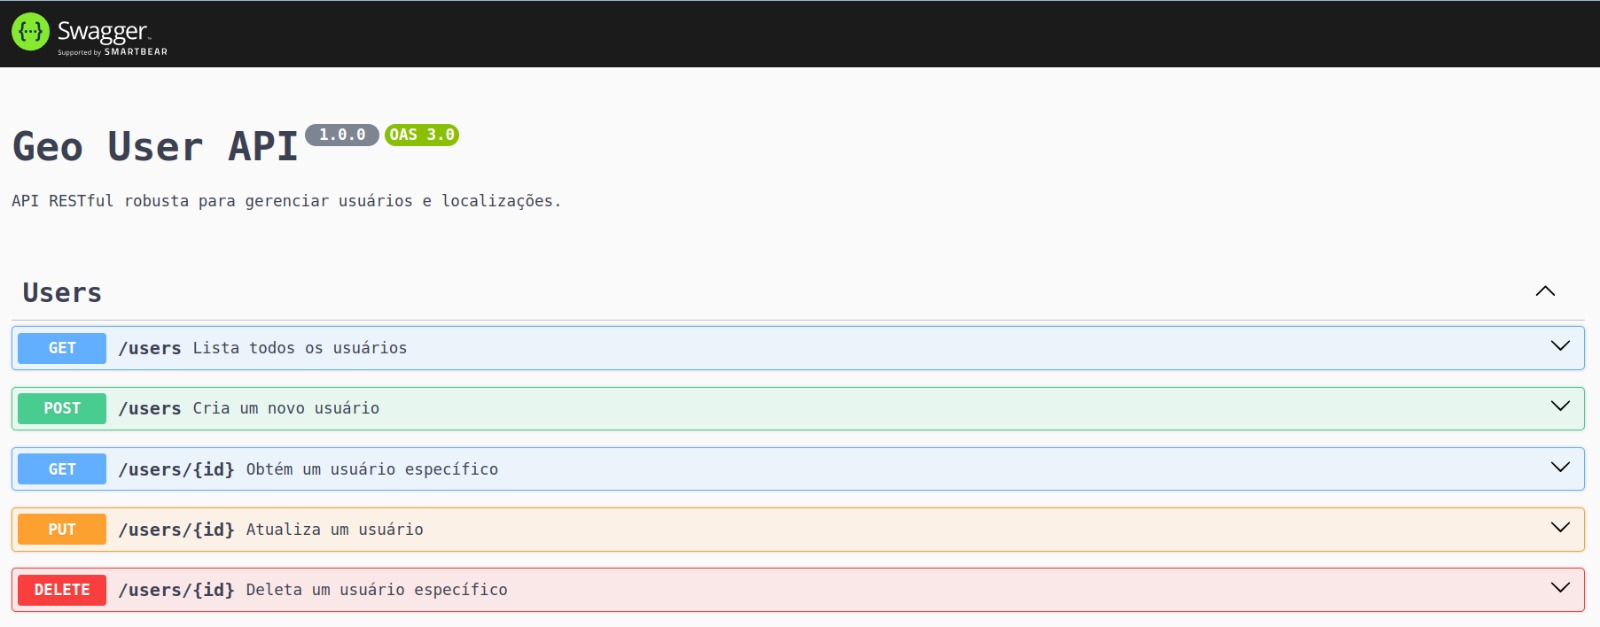 {···} Swagger™
Supported by SMARTBEAR
Geo User API 1.0.0 OAS 3.0
API RESTful robusta para gerenciar usuários e localizações.
Users
GET /users Lista todos os usuários
POST /users Cria um novo usuário
GET /users/{id} Obtém um usuário específico
PUT /users/{id} Atualiza um usuário
DELETE /users/{id} Deleta um usuário específico